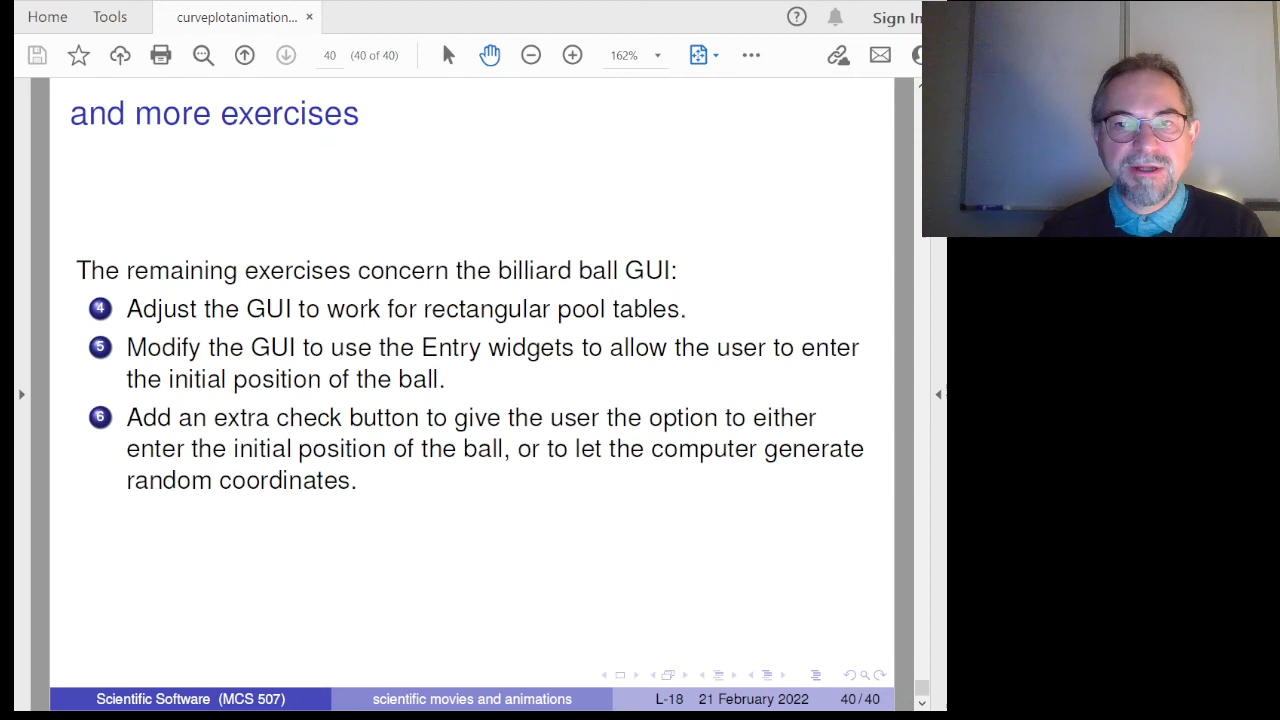 Home Tools curveplotanimation... × Sign In
40 (40 of 40) 162%
and more exercises
The remaining exercises concern the billiard ball GUI:
4 Adjust the GUI to work for rectangular pool tables.
5 Modify the GUI to use the Entry widgets to allow the user to enter
the initial position of the ball.
6 Add an extra check button to give the user the option to either
enter the initial position of the ball, or to let the computer generate
random coordinates.
Scientific Software (MCS 507) scientific movies and animations L-18 21 February 2022 40/40